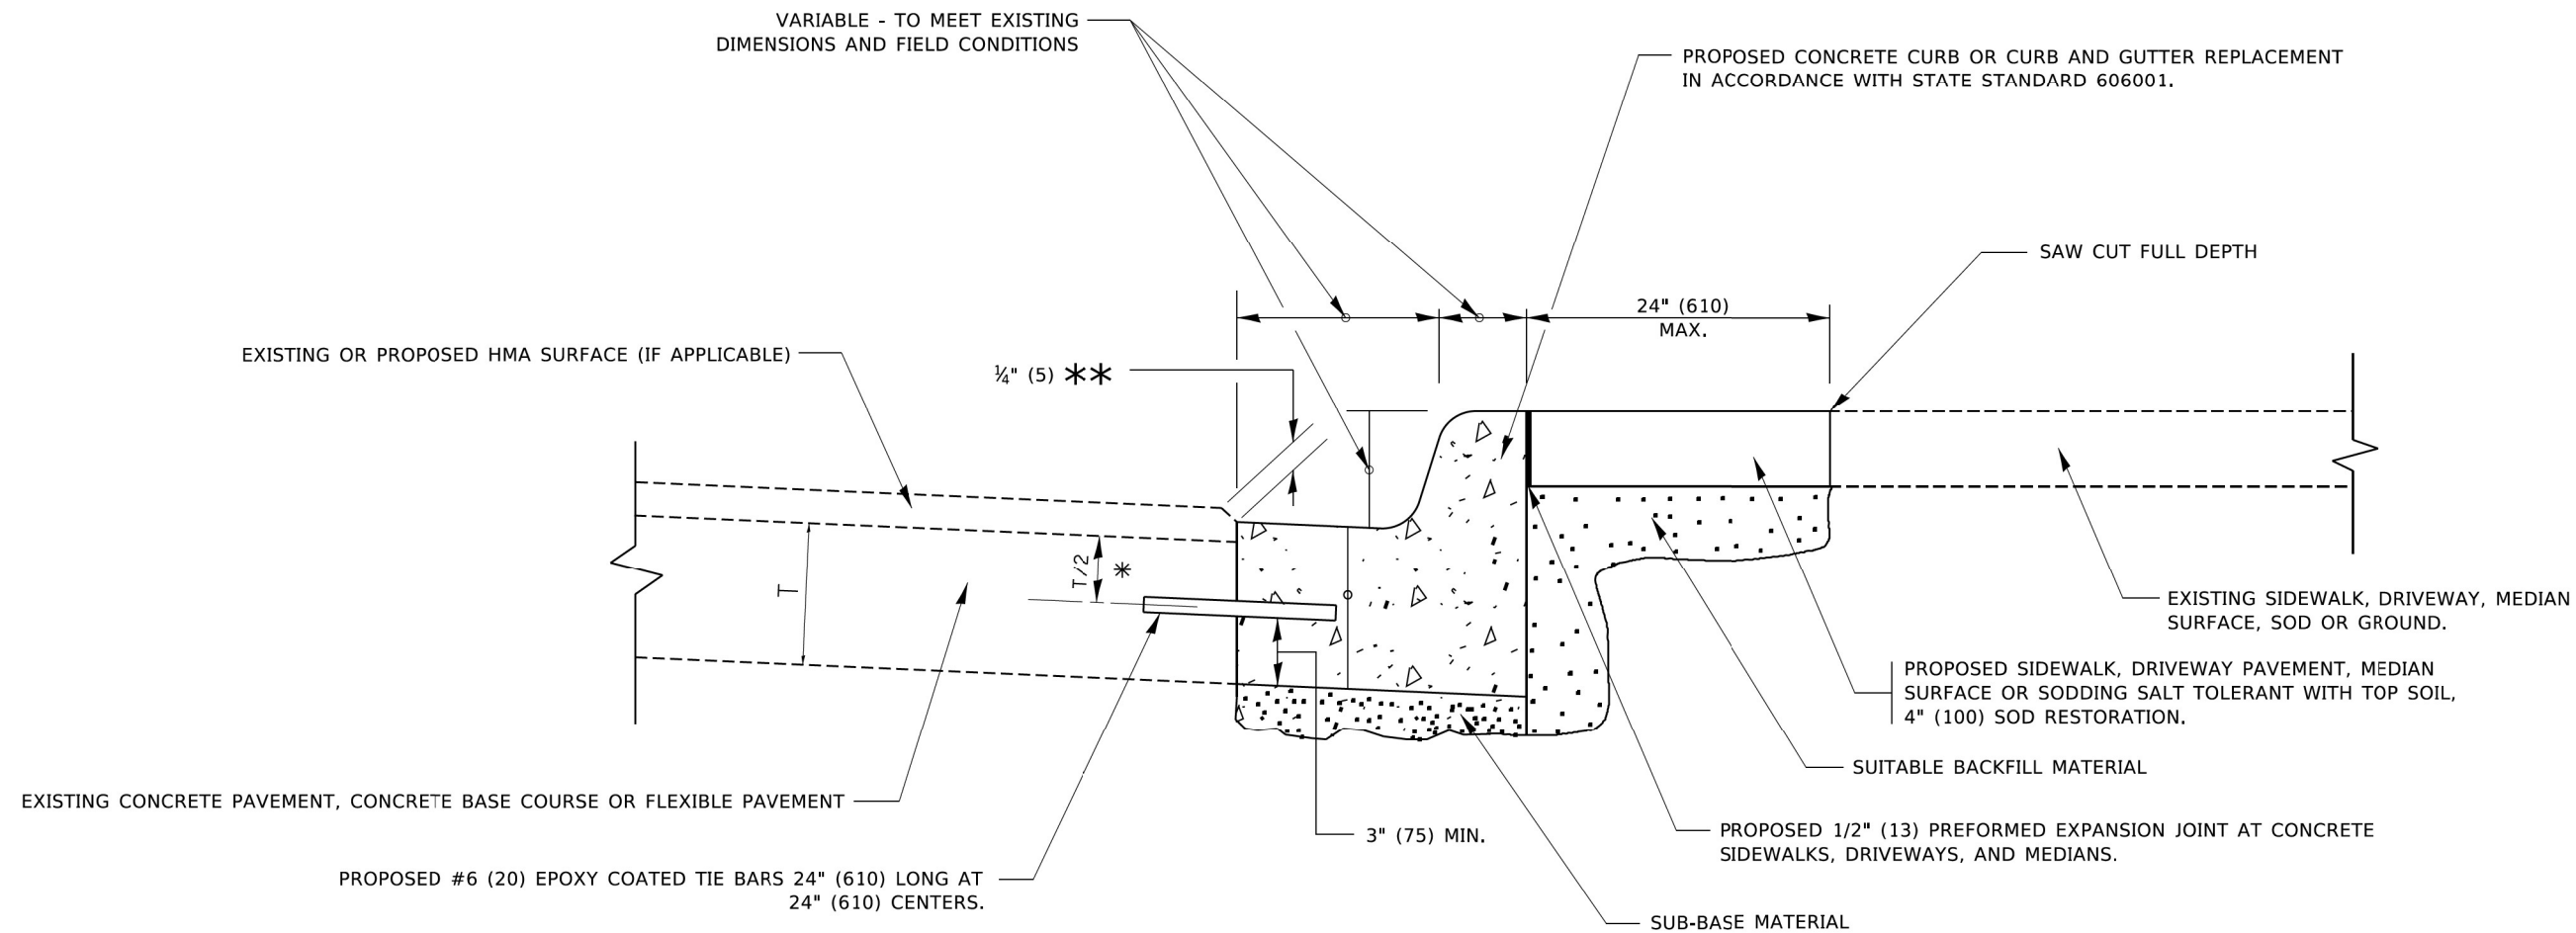 VARIABLE - TO MEET EXISTING
DIMENSIONS AND FIELD CONDITIONS
PROPOSED CONCRETE CURB OR CURB AND GUTTER REPLACEMENT
IN ACCORDANCE WITH STATE STANDARD 606001.
SAW CUT FULL DEPTH
24" (610)
MAX.
EXISTING OR PROPOSED HMA SURFACE (IF APPLICABLE)
¼" (5) **
T
T/2
*
EXISTING SIDEWALK, DRIVEWAY, MEDIAN
SURFACE, SOD OR GROUND.
PROPOSED SIDEWALK, DRIVEWAY PAVEMENT, MEDIAN
SURFACE OR SODDING SALT TOLERANT WITH TOP SOIL,
4" (100) SOD RESTORATION.
SUITABLE BACKFILL MATERIAL
EXISTING CONCRETE PAVEMENT, CONCRETE BASE COURSE OR FLEXIBLE PAVEMENT
3" (75) MIN.
PROPOSED 1/2" (13) PREFORMED EXPANSION JOINT AT CONCRETE
SIDEWALKS, DRIVEWAYS, AND MEDIANS.
PROPOSED #6 (20) EPOXY COATED TIE BARS 24" (610) LONG AT
24" (610) CENTERS.
SUB-BASE MATERIAL